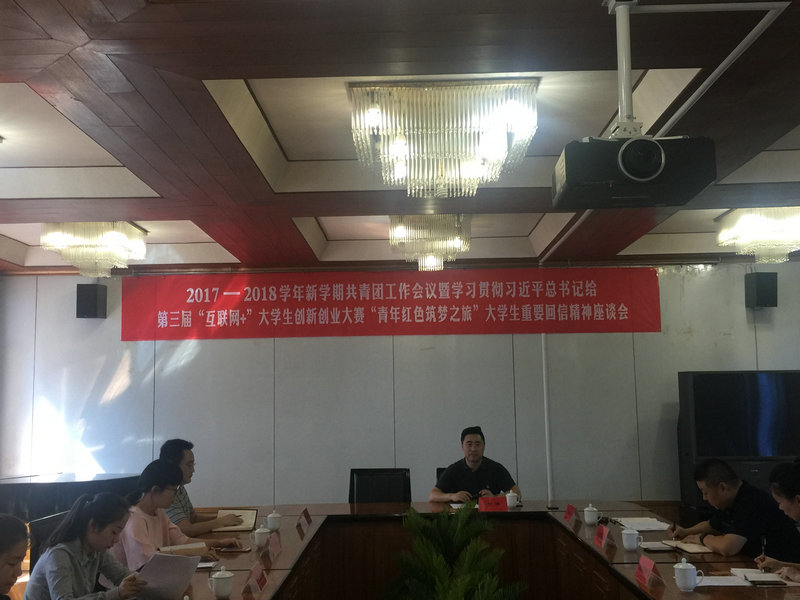 2017—2018学年新学期共青团工作会议暨学习贯彻习近平总书记给
第三届“互联网+”大学生创新创业大赛“青年红色筑梦之旅”大学生重要回信精神座谈会